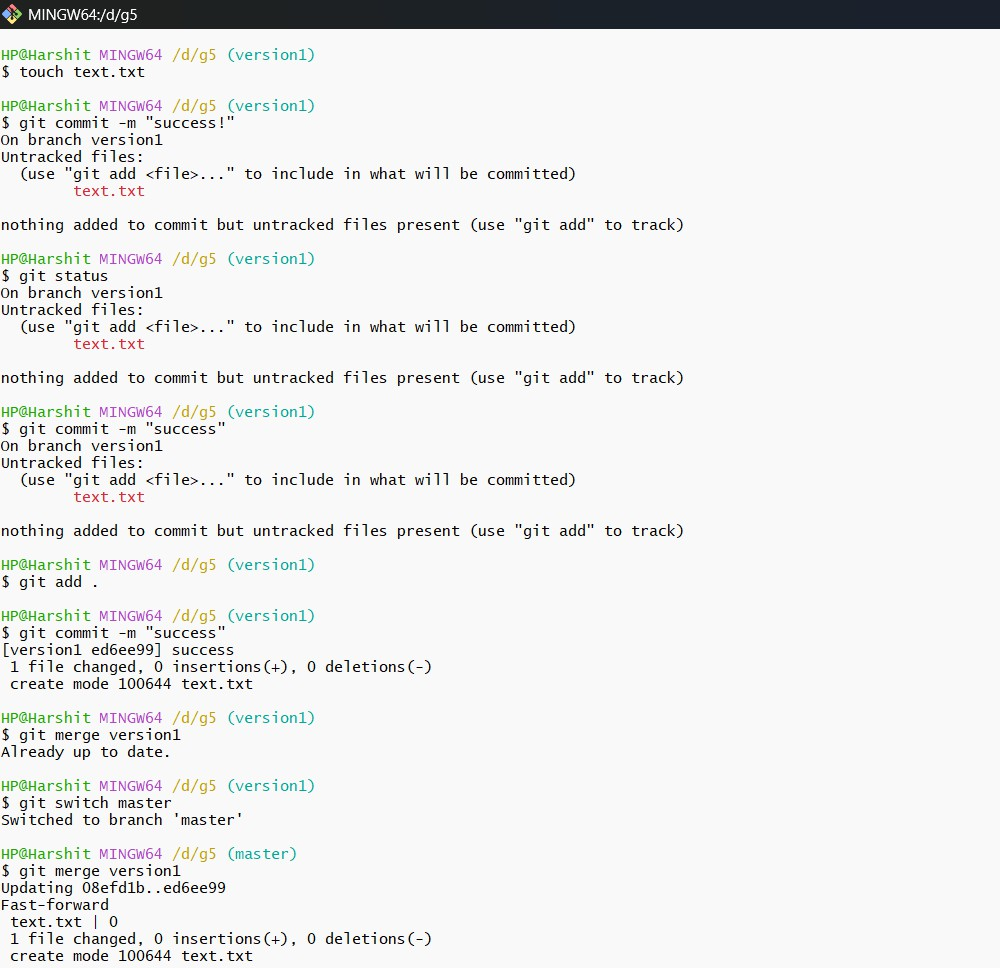 MINGW64:/d/g5
HP@Harshit MINGW64 /d/g5 (version1)
$ touch text.txt
HP@Harshit MINGW64 /d/g5 (version1)
$ git commit -m "success!"
On branch version1
Untracked files:
  (use "git add <file>..." to include in what will be committed)
        text.txt
nothing added to commit but untracked files present (use "git add" to track)
HP@Harshit MINGW64 /d/g5 (version1)
$ git status
On branch version1
Untracked files:
  (use "git add <file>..." to include in what will be committed)
        text.txt
nothing added to commit but untracked files present (use "git add" to track)
HP@Harshit MINGW64 /d/g5 (version1)
$ git commit -m "success"
On branch version1
Untracked files:
  (use "git add <file>..." to include in what will be committed)
        text.txt
nothing added to commit but untracked files present (use "git add" to track)
HP@Harshit MINGW64 /d/g5 (version1)
$ git add .
HP@Harshit MINGW64 /d/g5 (version1)
$ git commit -m "success"
[version1 ed6ee99] success
 1 file changed, 0 insertions(+), 0 deletions(-)
 create mode 100644 text.txt
HP@Harshit MINGW64 /d/g5 (version1)
$ git merge version1
Already up to date.
HP@Harshit MINGW64 /d/g5 (version1)
$ git switch master
Switched to branch 'master'
HP@Harshit MINGW64 /d/g5 (master)
$ git merge version1
Updating 08efd1b..ed6ee99
Fast-forward
 text.txt | 0
 1 file changed, 0 insertions(+), 0 deletions(-)
 create mode 100644 text.txt